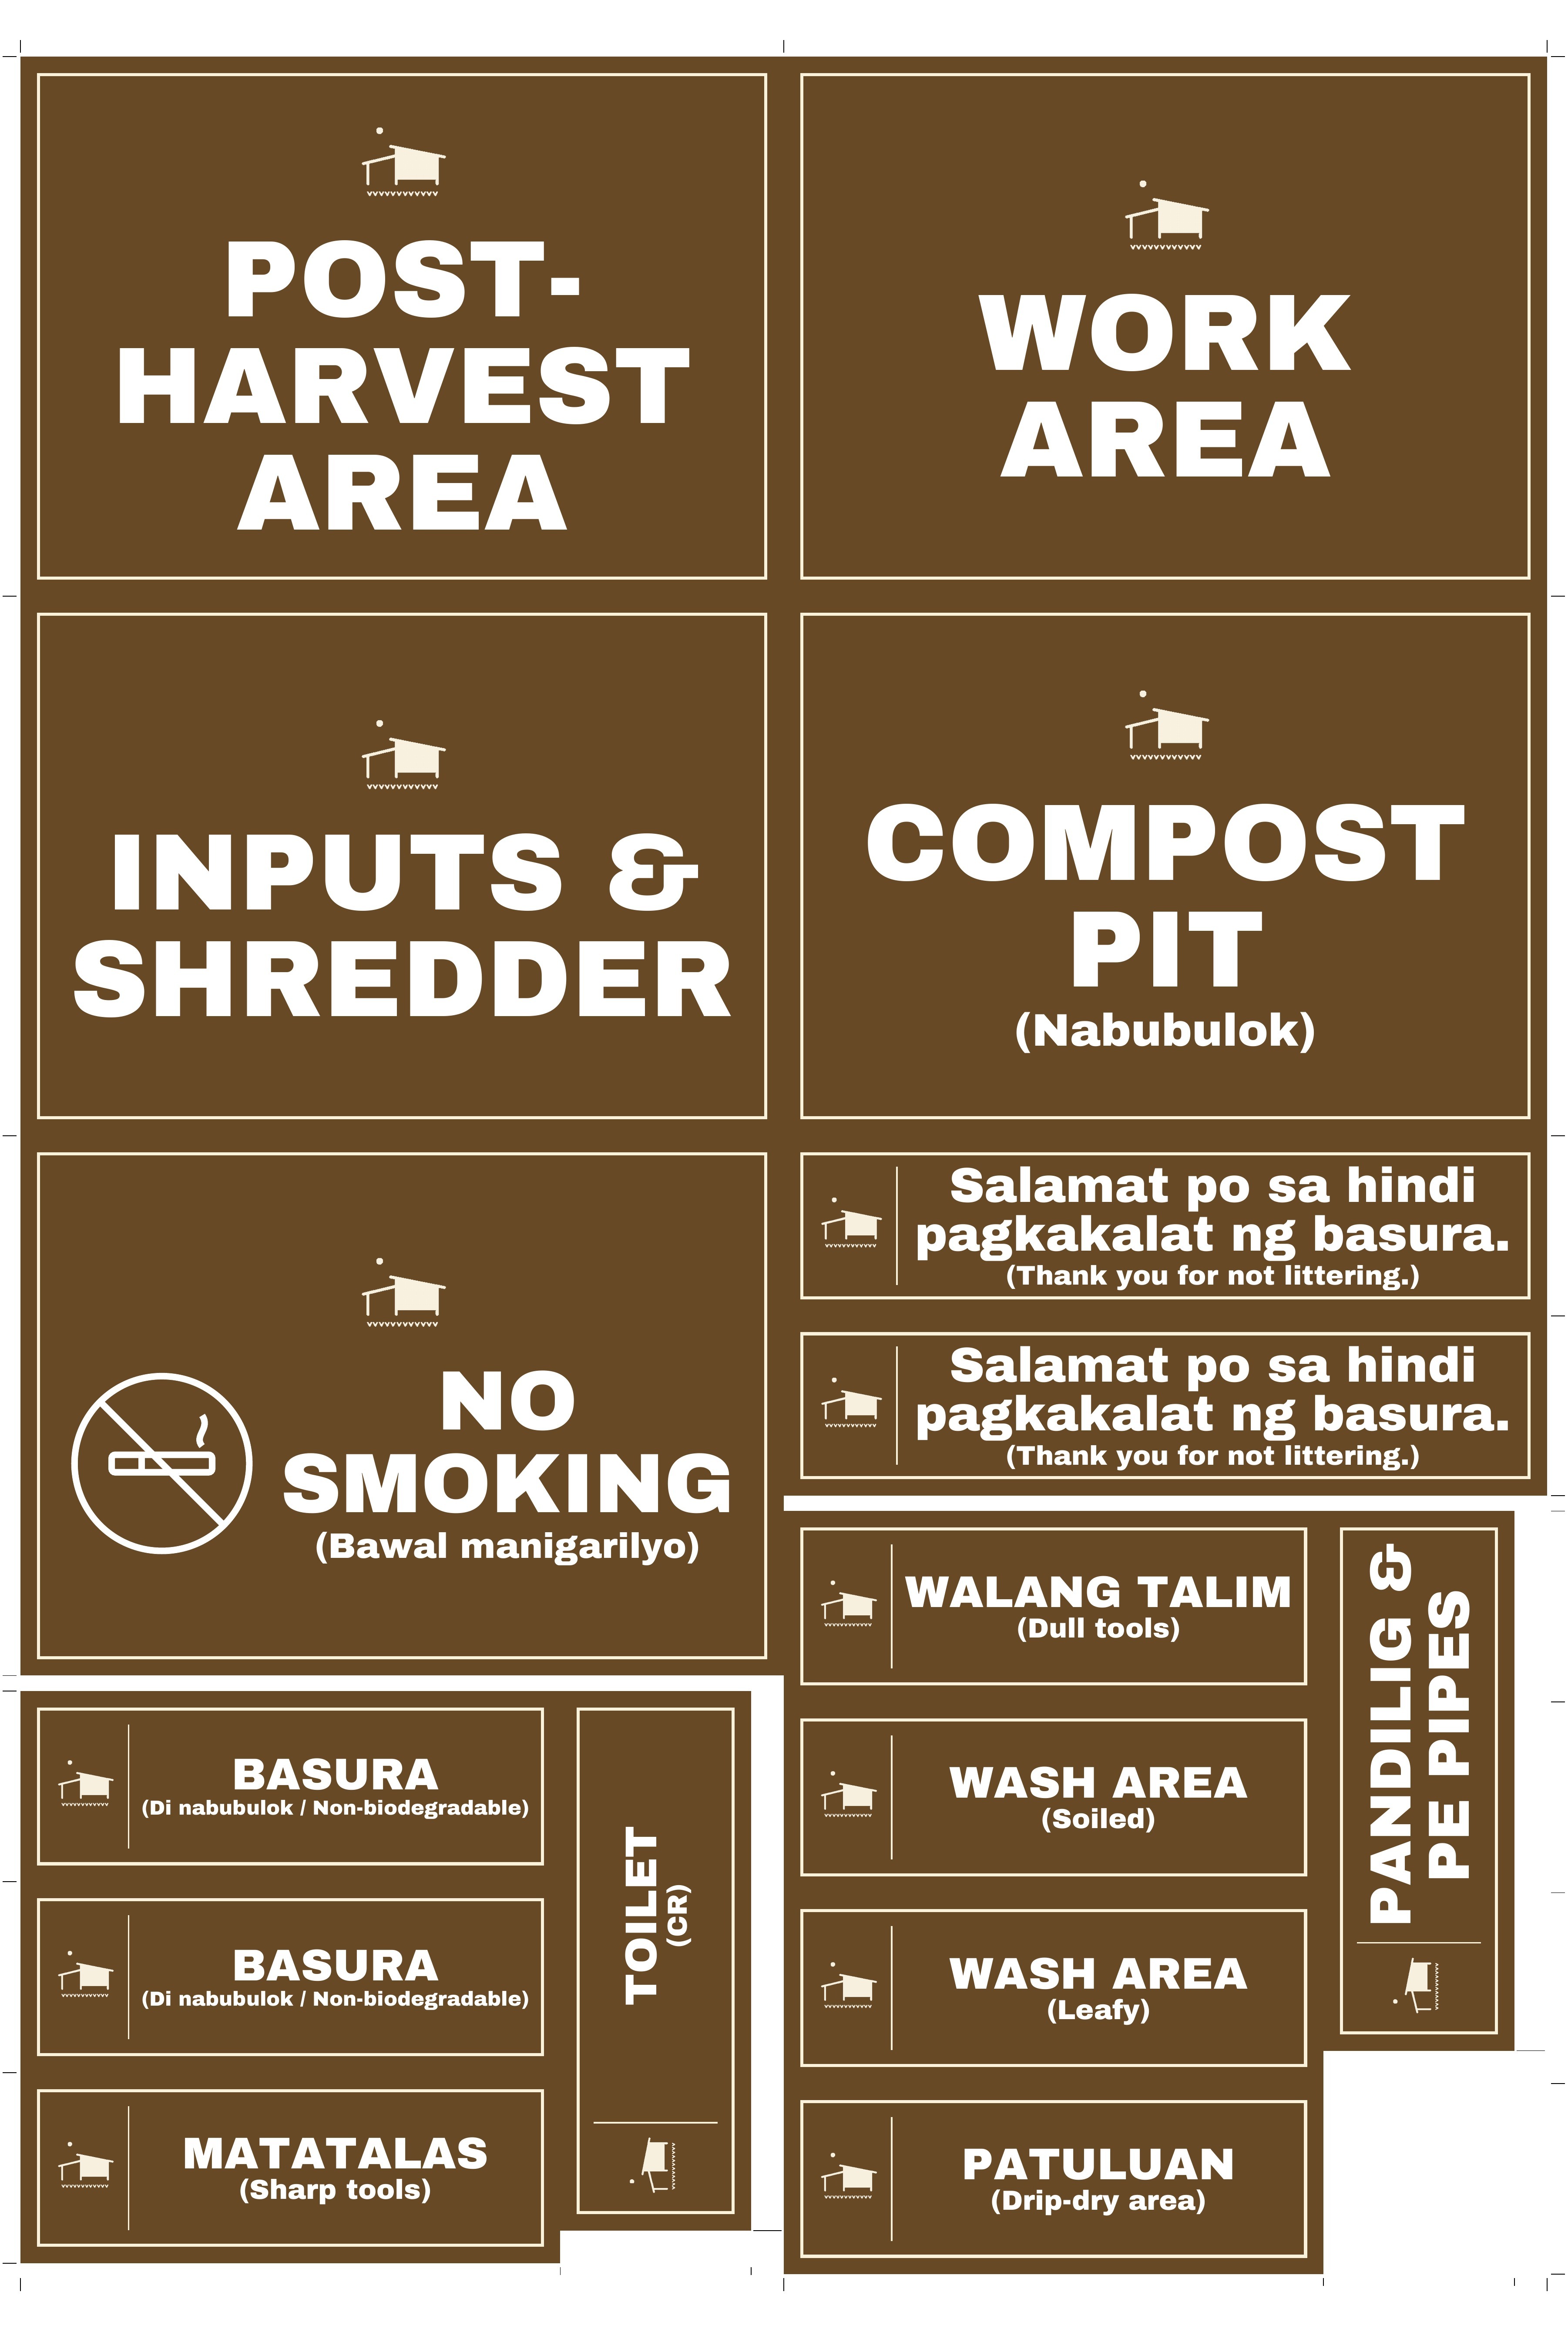 POST-
HARVEST
AREA
WORK
AREA
INPUTS &
SHREDDER
COMPOST
PIT
(Nabubulok)
NO
SMOKING
(Bawal manigarilyo)
Salamat po sa hindi
pagkakalat ng basura.
(Thank you for not littering.)
Salamat po sa hindi
pagkakalat ng basura.
(Thank you for not littering.)
BASURA
(Di nabubulok / Non-biodegradable)
BASURA
(Di nabubulok / Non-biodegradable)
MATATALAS
(Sharp tools)
TOILET
(CR)
WALANG TALIM
(Dull tools)
WASH AREA
(Soiled)
WASH AREA
(Leafy)
PATULUAN
(Drip-dry area)
PANDILIG &
PE PIPES